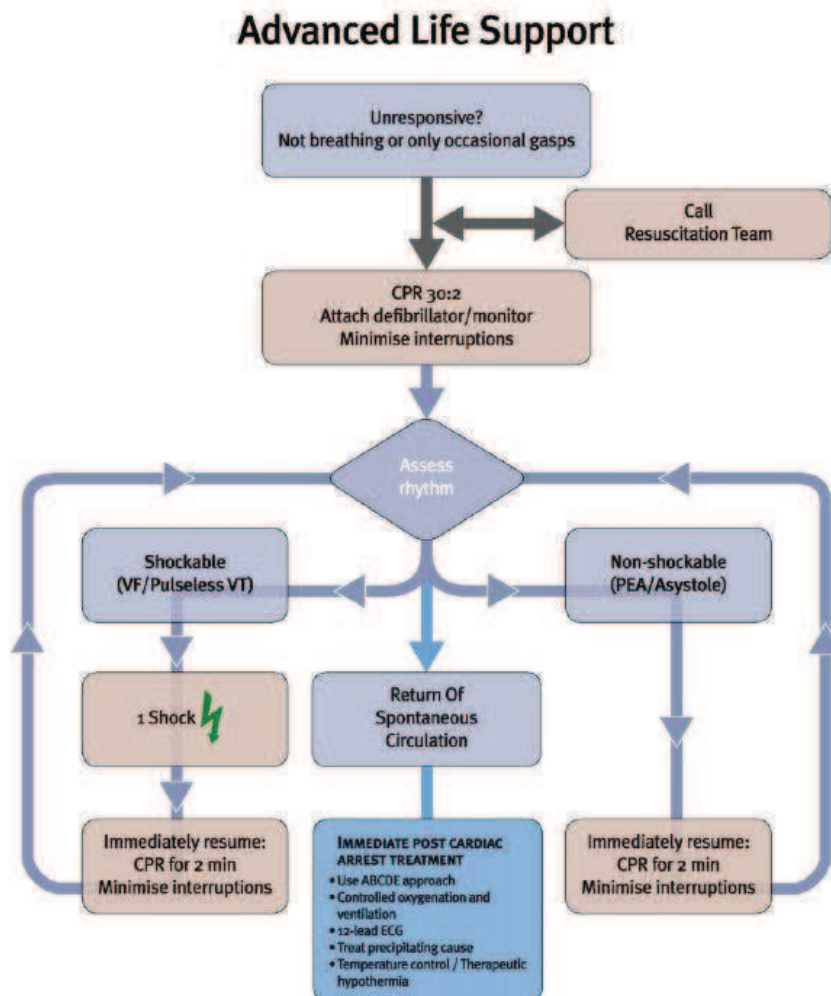 Advanced Life Support
Unresponsive?
Not breathing or only occasional gasps
Call
Resuscitation Team
CPR 30:2
Attach defibrillator/monitor
Minimise interruptions
Assess
rhythm
Shockable
(VF/Pulseless VT)
Non-shockable
(PEA/Asystole)
1 Shock
Return Of
Spontaneous
Circulation
Immediately resume:
CPR for 2 min
Minimise interruptions
IMMEDIATE POST CARDIAC
ARREST TREATMENT
• Use ABCDE approach
• Controlled oxygenation and
ventilation
• 12-lead ECG
• Treat precipitating cause
• Temperature control / Therapeutic
hypothermia
Immediately resume:
CPR for 2 min
Minimise interruptions